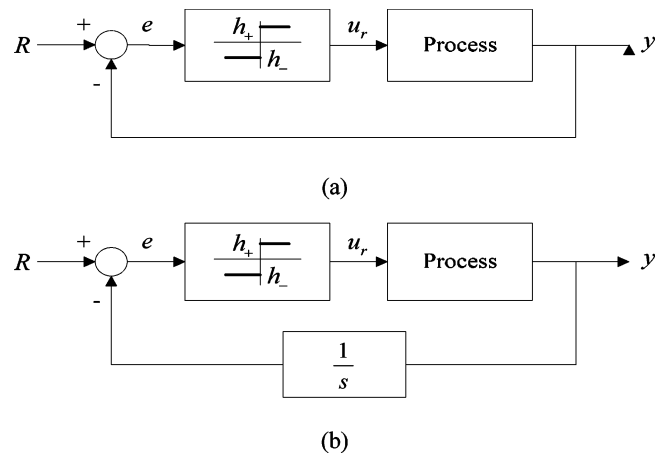 R + - e h₊ h₋ uᵣ Process y
(a)
R + - e h₊ h₋ uᵣ Process y
1
s
(b)